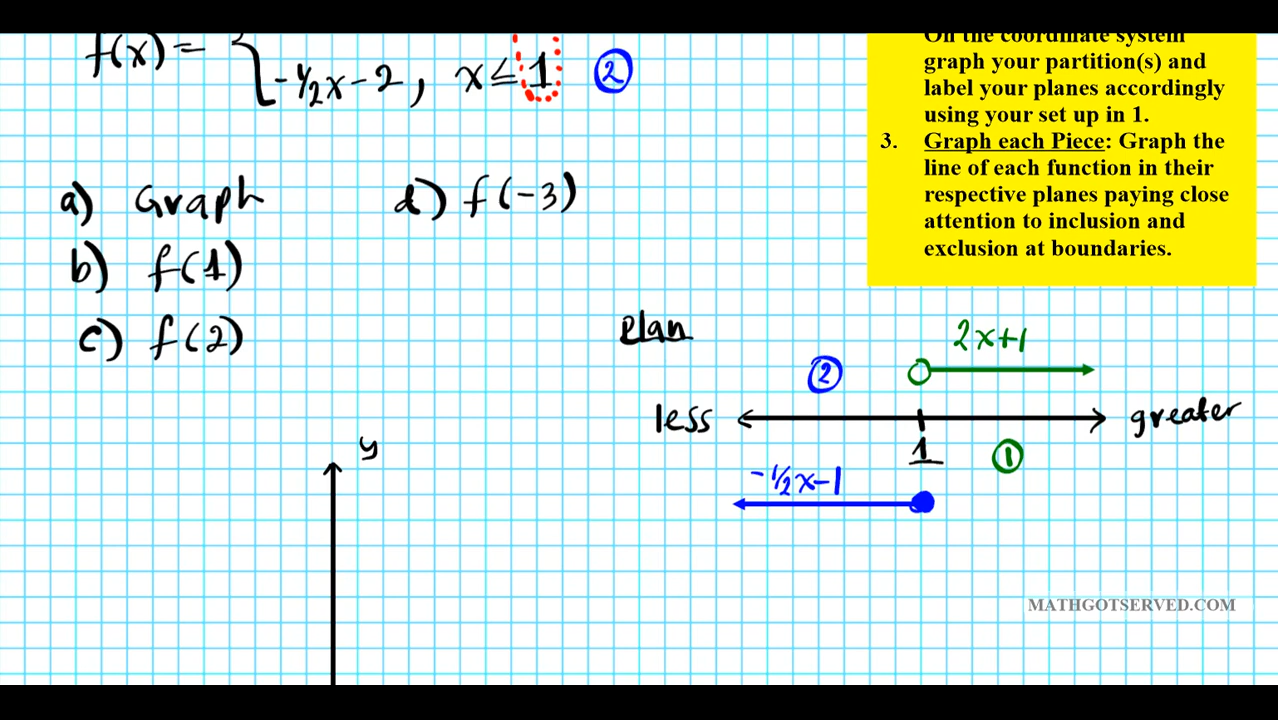 f(x) = { -1/2x - 2, x ≤ 1 ②
On the coordinate system
graph your partition(s) and
label your planes accordingly
using your set up in 1.
3. Graph each Piece: Graph the
line of each function in their
respective planes paying close
attention to inclusion and
exclusion at boundaries.
a) Graph
b) f(1)
c) f(2)
d) f(-3)
Plan
2x+1
②
less
greater
1
①
-1/2x-1
y
MATHGOTSERVED.COM